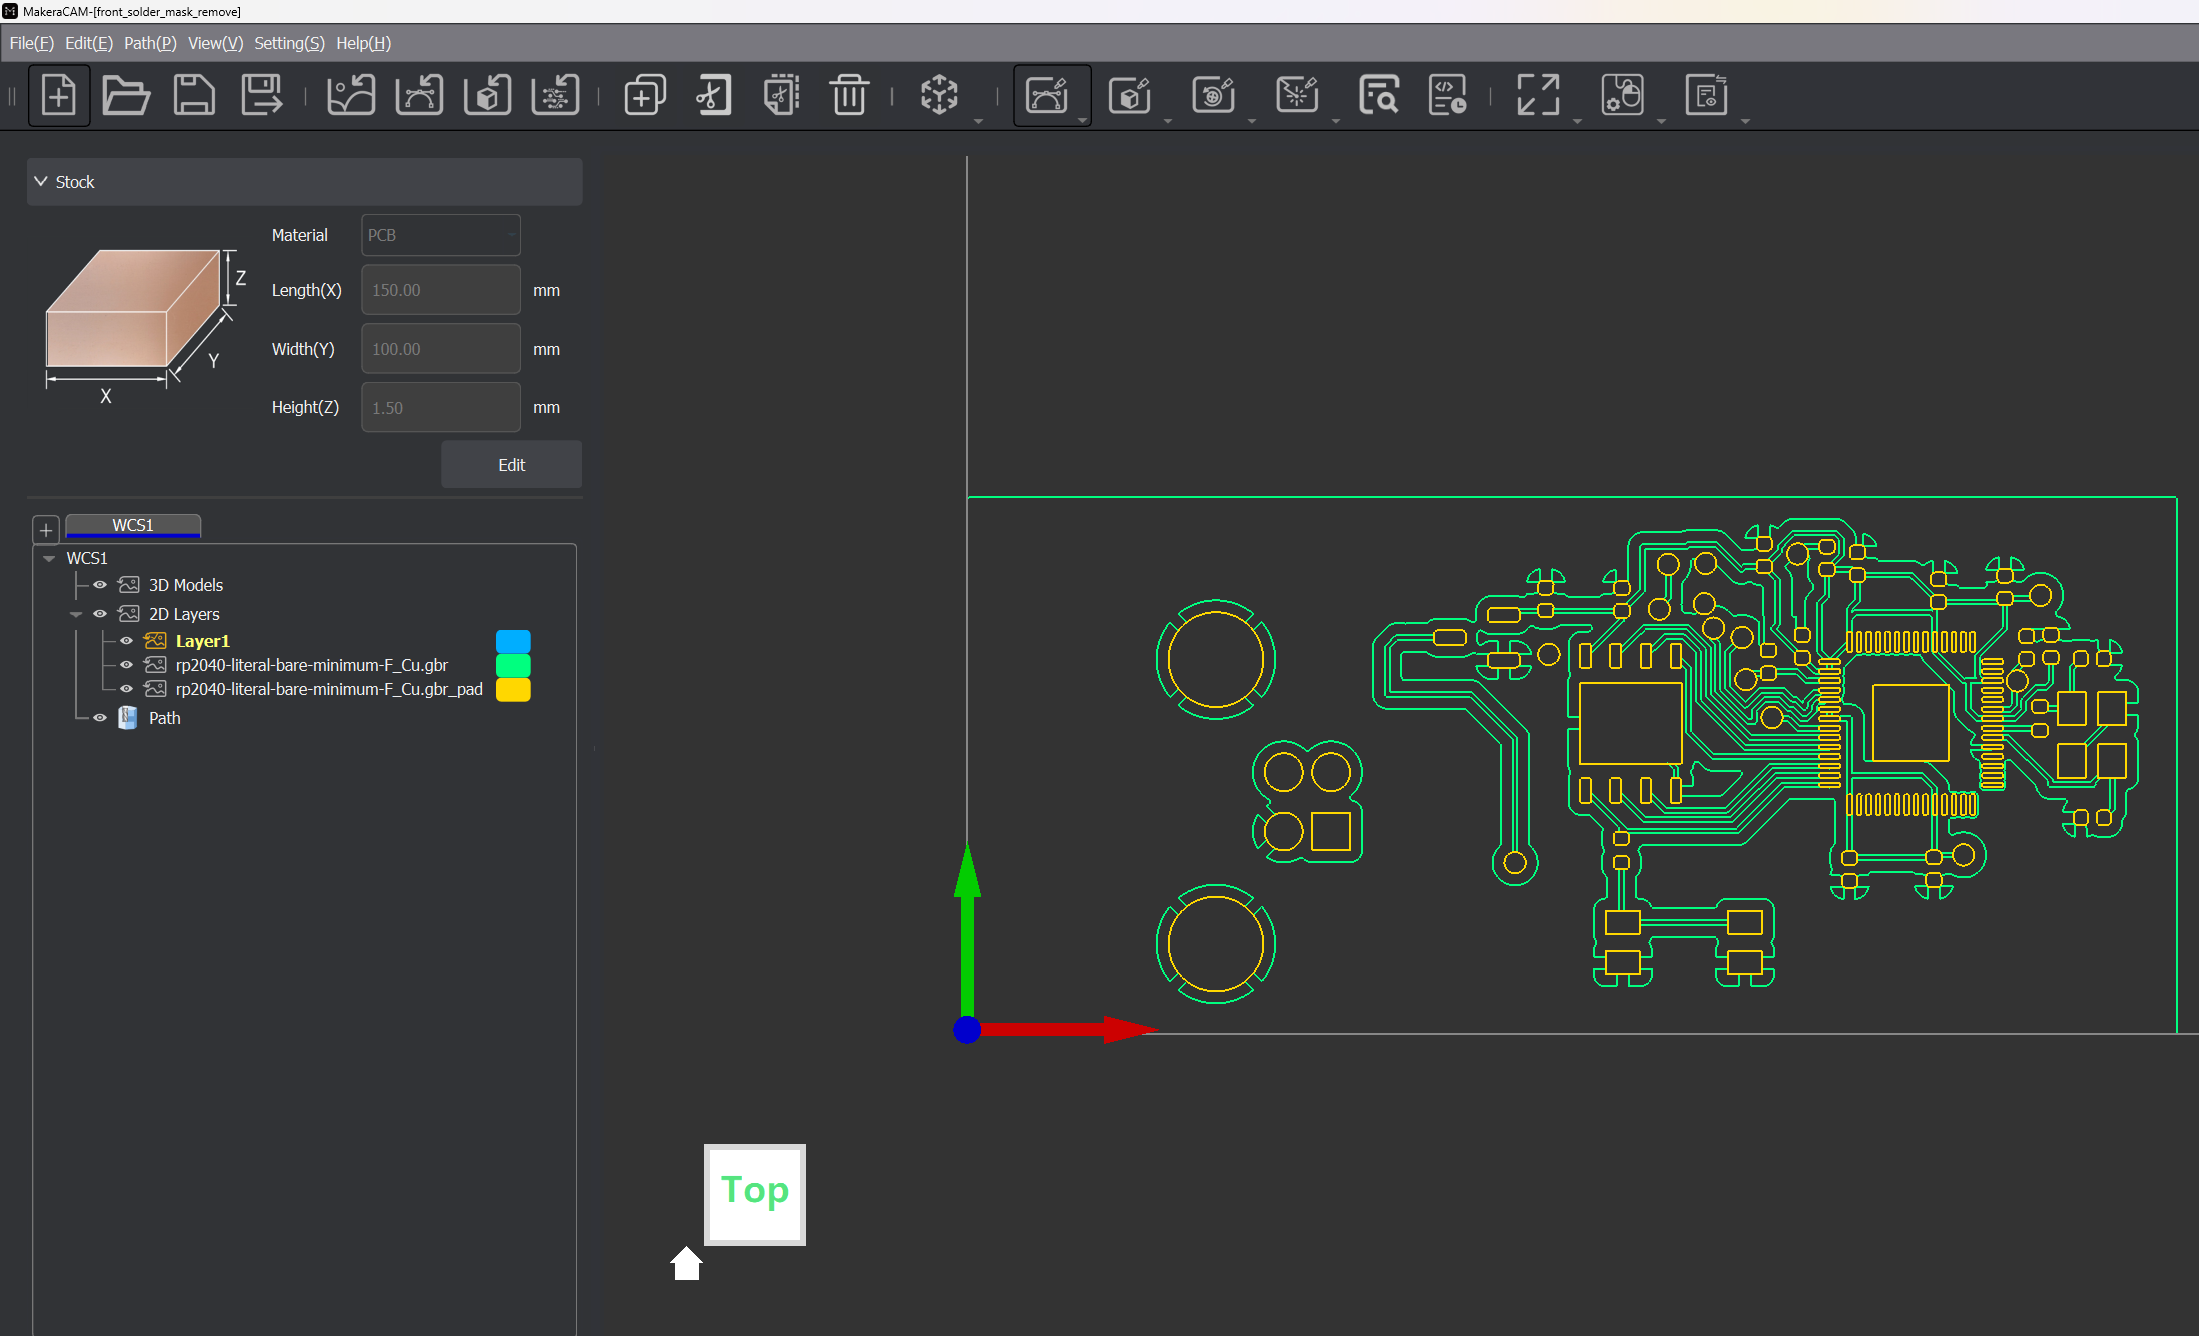 MakeraCAM-[front_solder_mask_remove]
File(F) Edit(E) Path(P) View(V) Setting(S) Help(H)
Stock
Material PCB
Length(X) 150.00 mm
Width(Y) 100.00 mm
Height(Z) 1.50 mm
Z
Y
X
Edit
+ WCS1
WCS1
3D Models
2D Layers
Layer1
rp2040-literal-bare-minimum-F_Cu.gbr
rp2040-literal-bare-minimum-F_Cu.gbr_pad
Path
Top